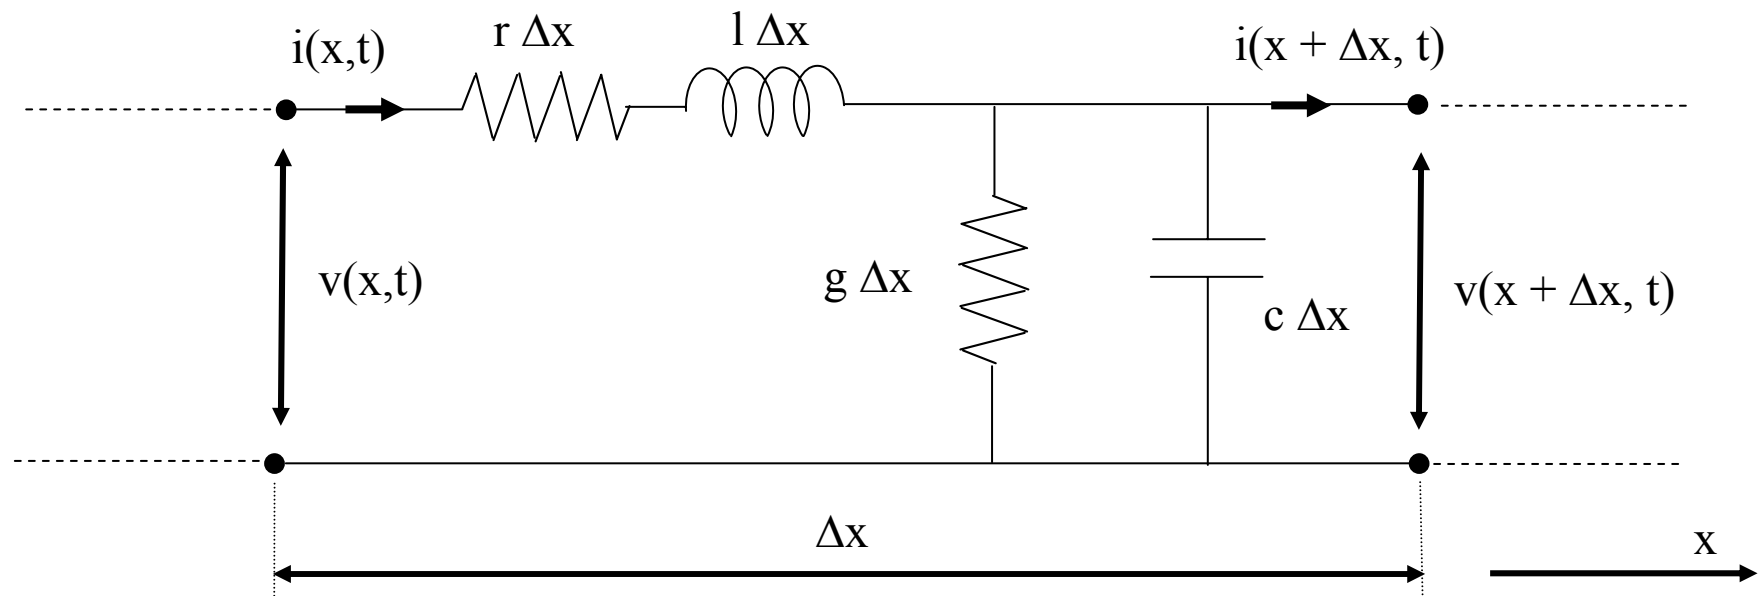 i(x,t)
r Δx
l Δx
i(x + Δx, t)
v(x,t)
g Δx
c Δx
v(x + Δx, t)
Δx
x